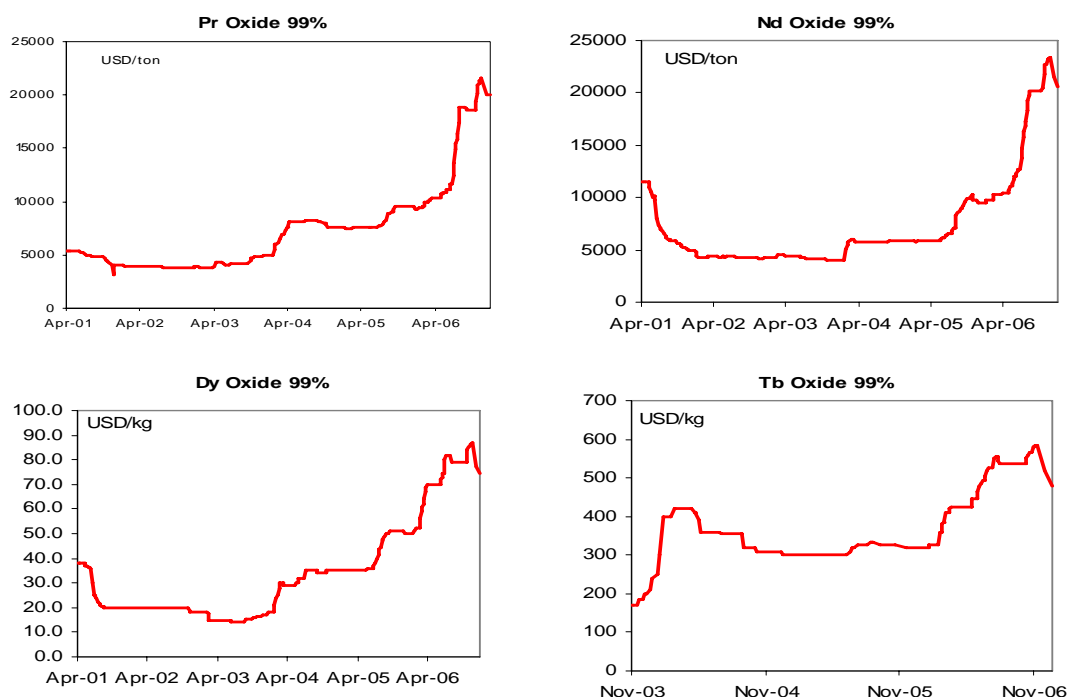 Pr Oxide 99%
USD/ton
25000
20000
15000
10000
5000
0
Apr-01 Apr-02 Apr-03 Apr-04 Apr-05 Apr-06
Nd Oxide 99%
USD/ton
25000
20000
15000
10000
5000
0
Apr-01 Apr-02 Apr-03 Apr-04 Apr-05 Apr-06
Dy Oxide 99%
USD/kg
100.0
90.0
80.0
70.0
60.0
50.0
40.0
30.0
20.0
10.0
0.0
Apr-01 Apr-02 Apr-03 Apr-04 Apr-05 Apr-06
Tb Oxide 99%
USD/kg
700
600
500
400
300
200
100
0
Nov-03 Nov-04 Nov-05 Nov-06